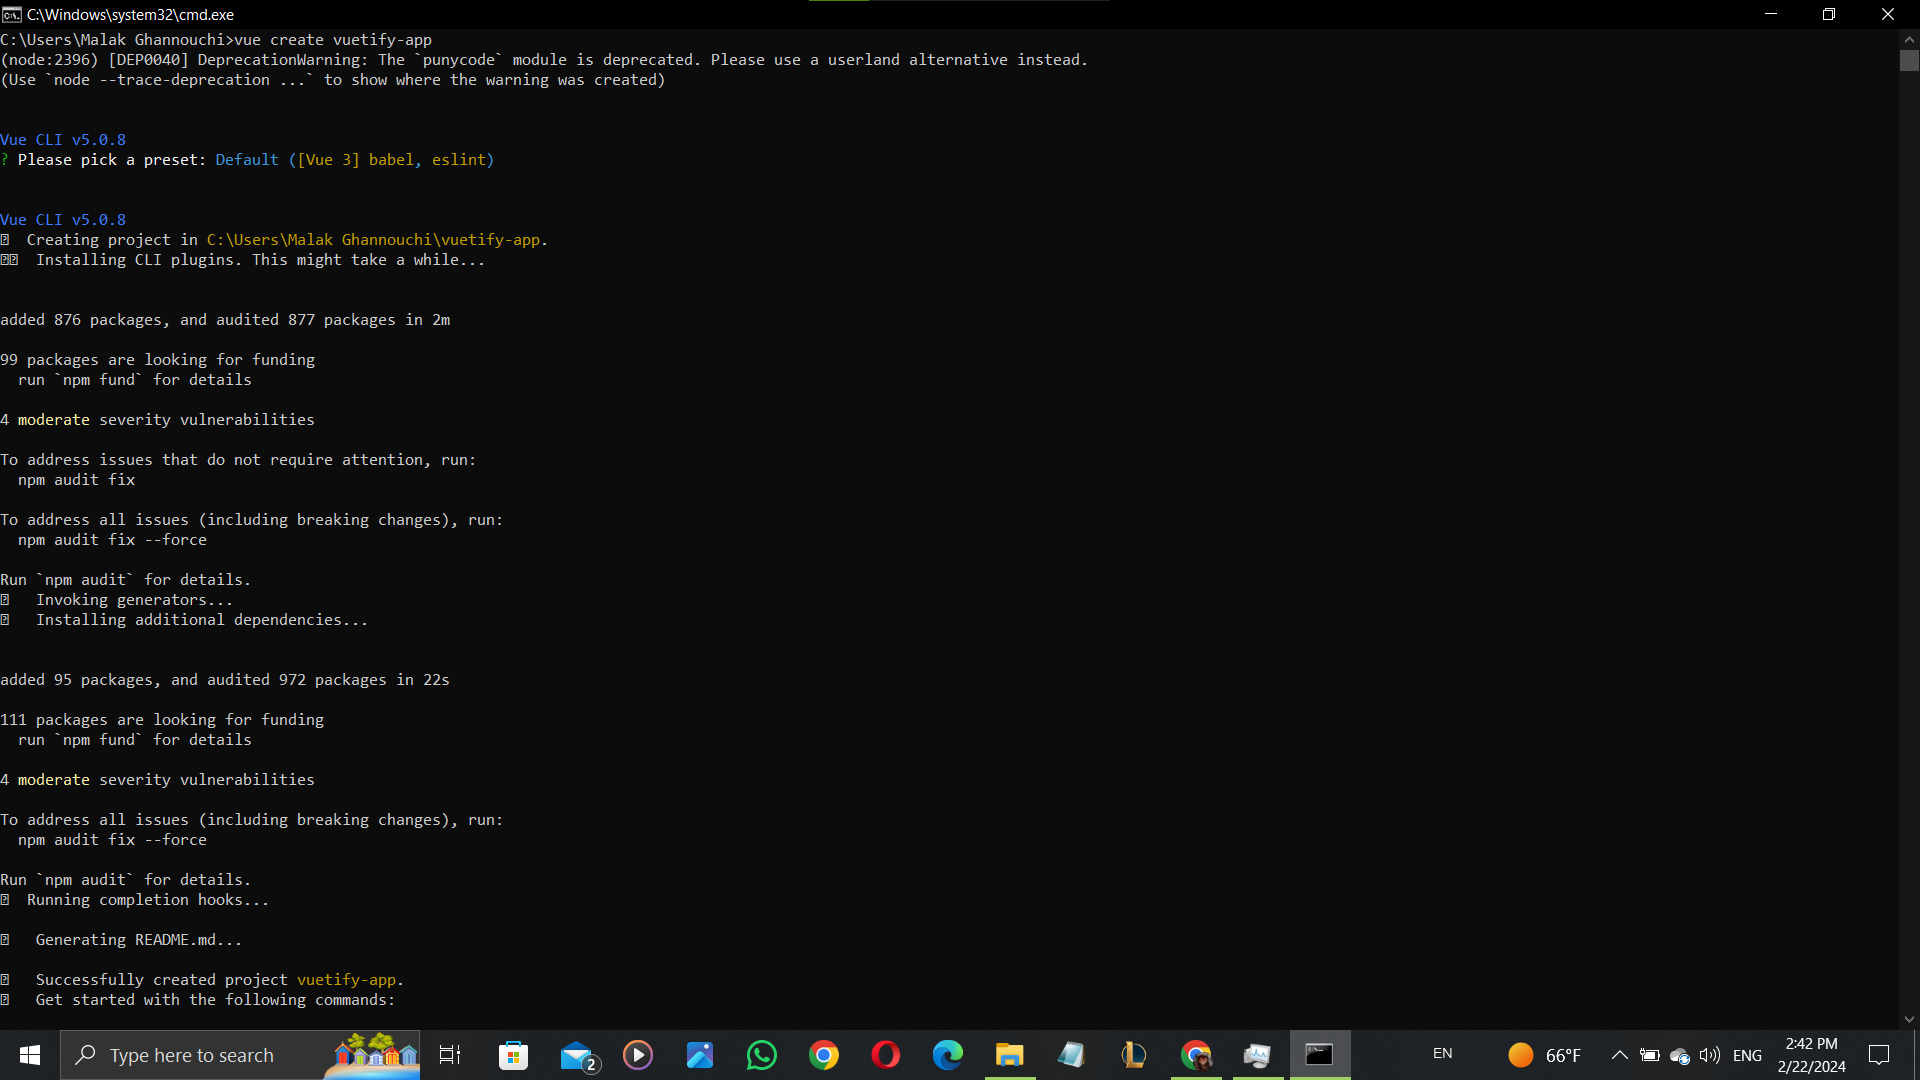 C:\Windows\system32\cmd.exe
C:\Users\Malak Ghannouchi>vue create vuetify-app
(node:2396) [DEP0040] DeprecationWarning: The `punycode` module is deprecated. Please use a userland alternative instead.
(Use `node --trace-deprecation ...` to show where the warning was created)
Vue CLI v5.0.8
? Please pick a preset: Default ([Vue 3] babel, eslint)
Vue CLI v5.0.8
Creating project in C:\Users\Malak Ghannouchi\vuetify-app.
Installing CLI plugins. This might take a while...
added 876 packages, and audited 877 packages in 2m
99 packages are looking for funding
run `npm fund` for details
4 moderate severity vulnerabilities
To address issues that do not require attention, run:
npm audit fix
To address all issues (including breaking changes), run:
npm audit fix --force
Run `npm audit` for details.
Invoking generators...
Installing additional dependencies...
added 95 packages, and audited 972 packages in 22s
111 packages are looking for funding
run `npm fund` for details
4 moderate severity vulnerabilities
To address all issues (including breaking changes), run:
npm audit fix --force
Run `npm audit` for details.
Running completion hooks...
Generating README.md...
Successfully created project vuetify-app.
Get started with the following commands:
Type here to search
2
EN
66°F
ENG
2:42 PM
2/22/2024